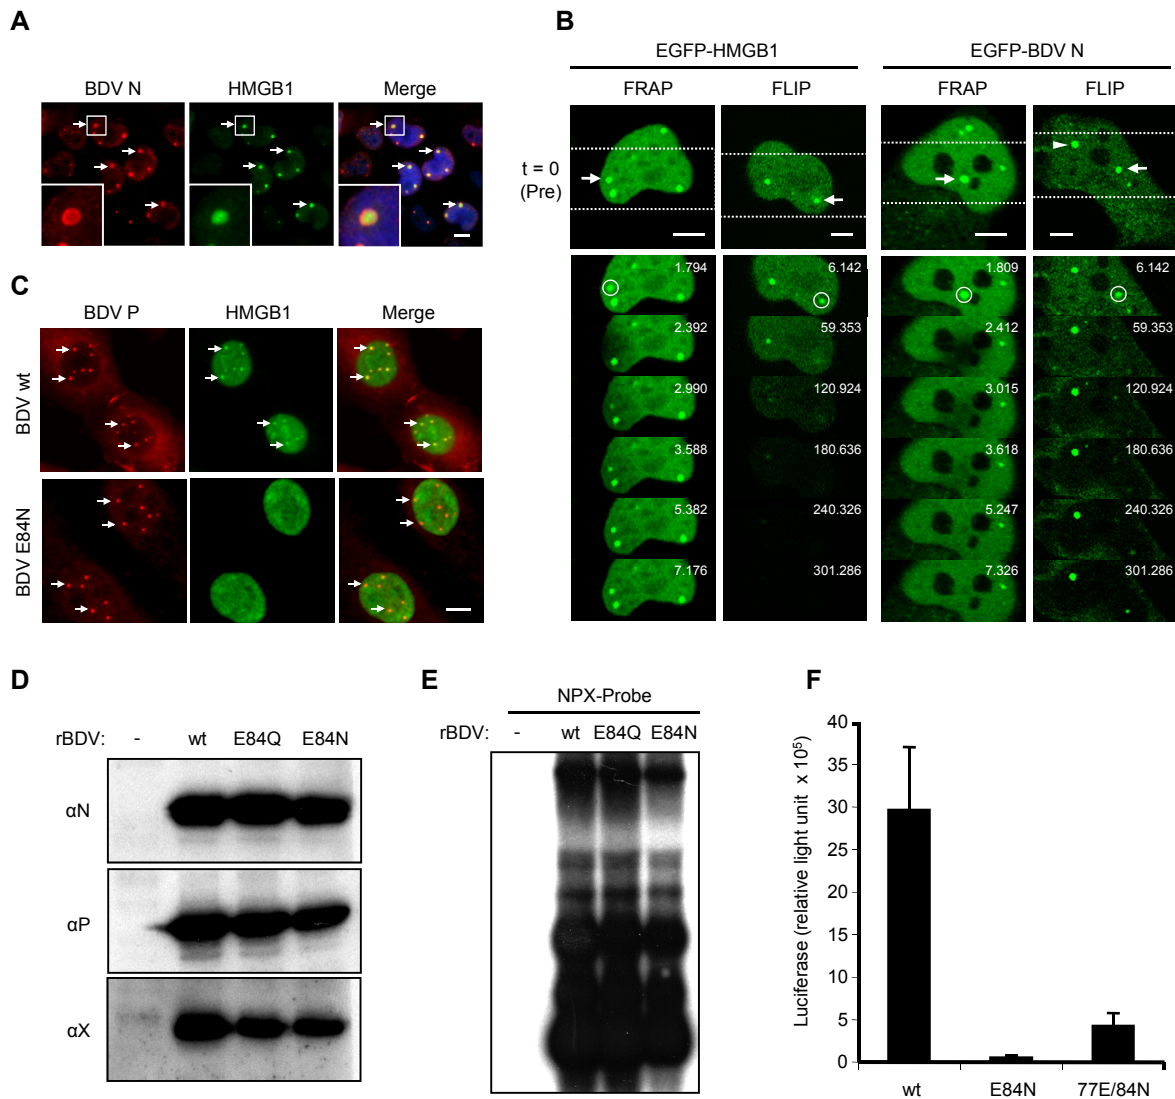 A
BDV N HMGB1 Merge
B
EGFP-HMGB1 EGFP-BDV N
FRAP FLIP FRAP FLIP
t = 0
(Pre)
1.794 6.142 1.809 6.142
2.392 59.353 2.412 59.353
2.990 120.924 3.015 120.924
3.588 180.636 3.618 180.636
5.382 240.326 5.247 240.326
7.176 301.286 7.326 301.286
C
BDV P HMGB1 Merge
BDV wt
BDV E84N
D
rBDV: - wt E84Q E84N
αN
αP
αX
E
NPX-Probe
rBDV: - wt E84Q E84N
F
Luciferase (relative light unit x 10⁵)
40
35
30
25
20
15
10
5
0
wt E84N 77E/84N